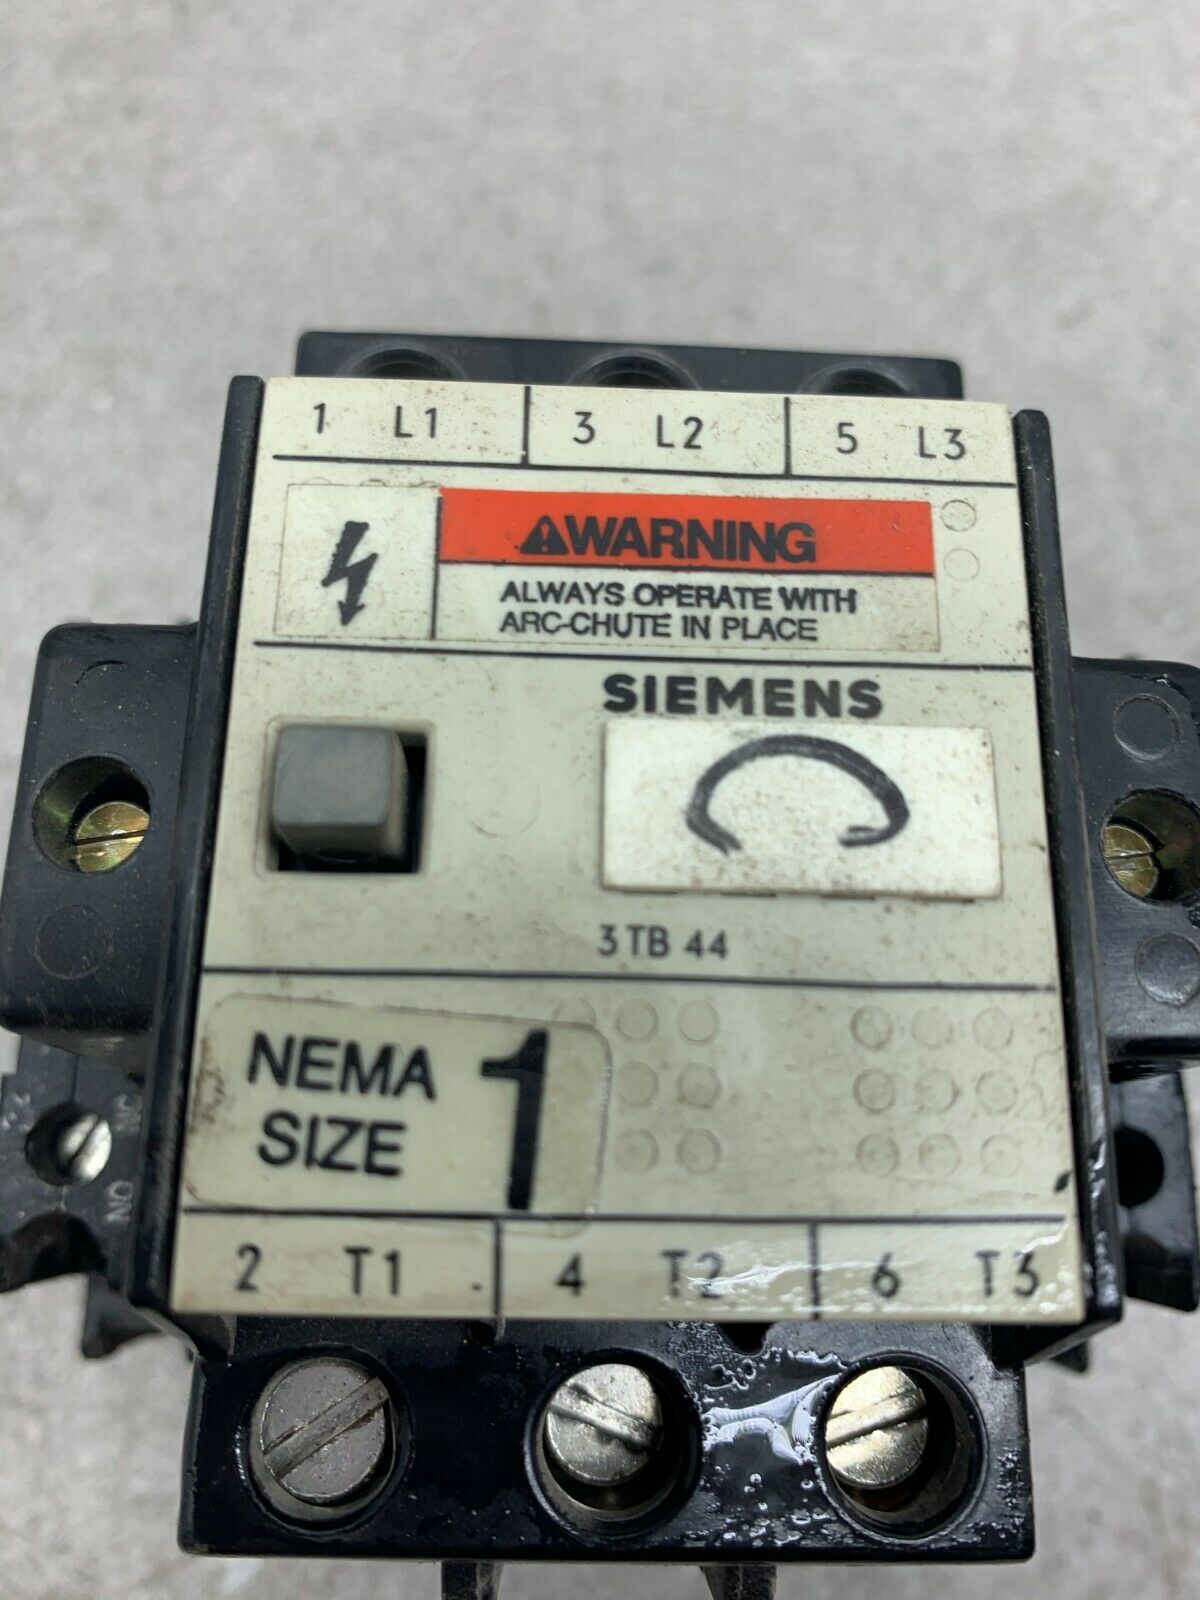 1 L1 3 L2 5 L3
WARNING
ALWAYS OPERATE WITH
ARC-CHUTE IN PLACE
SIEMENS
3TB 44
NEMA
SIZE 1
NO
2 T1 4 T2 6 T3